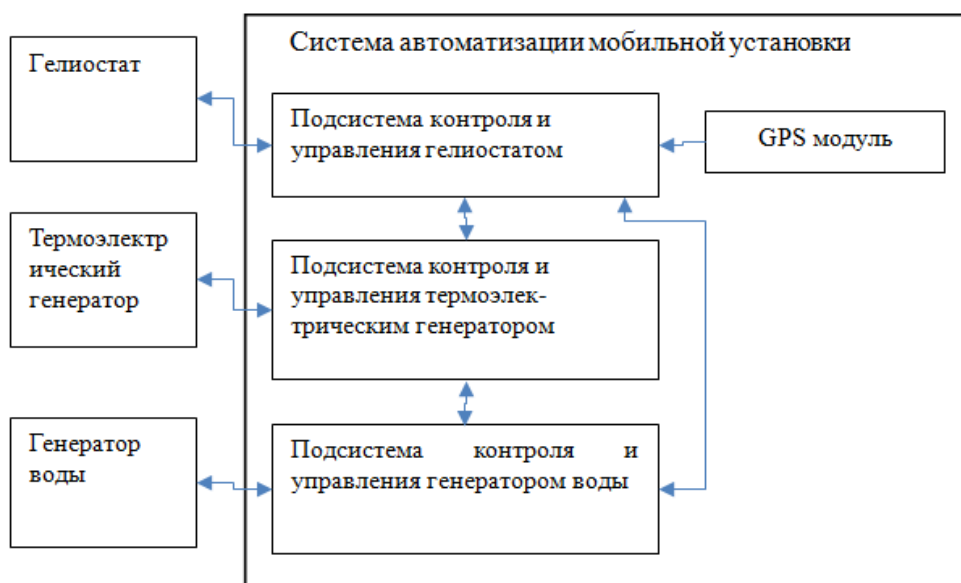 Система автоматизации мобильной установки
Гелиостат
Подсистема контроля и
управления гелиостатом
GPS модуль
Термоэлектр
ический
генератор
Подсистема контроля и
управления термоэлек-
трическим генератором
Генератор
воды
Подсистема контроля и
управления генератором воды